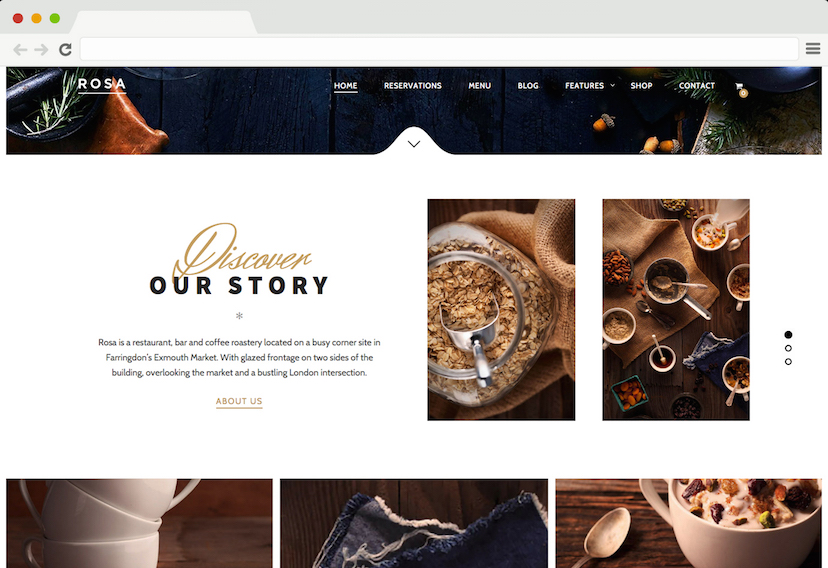 ROSA
HOME RESERVATIONS MENU BLOG FEATURES SHOP CONTACT
0
Discover
OUR STORY
Rosa is a restaurant, bar and coffee roastery located on a busy corner site in
Farringdon's Exmouth Market. With glazed frontage on two sides of the
building, overlooking the market and a bustling London intersection.
ABOUT US